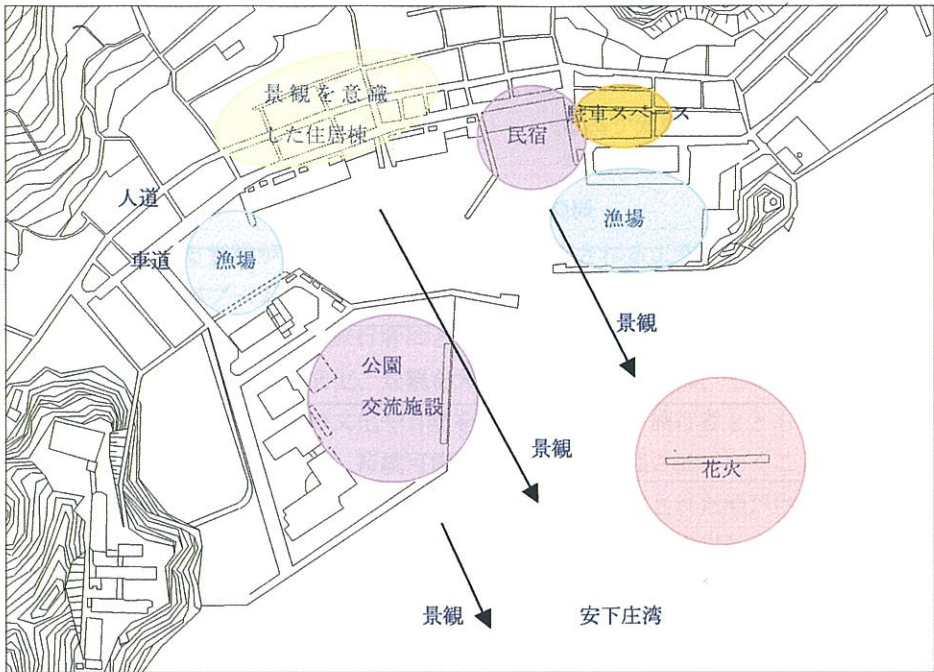 景観を意識
した住居棟
民宿
駐車スペース
人道
漁場
車道
漁場
景観
公園
交流施設
景観
花火
景観
安下庄湾